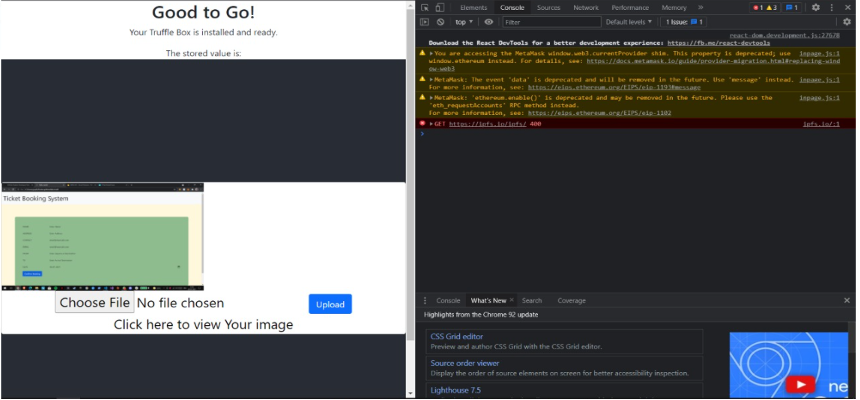 Good to Go!
Your Truffle Box is installed and ready.
The stored value is:
Ticket Booking System
Choose File No file chosen
Upload
Click here to view Your image
Elements Console Sources Network Performance Memory » 1 3 1
top Filter Default levels 1 Issue: 1
react-dom.development.js:27520
Download the React DevTools for a better development experience: https://fb.me/react-devtools
You are accessing the MetaMask window.web3.currentProvider shim. This property is deprecated; use inpage.js:1
window.ethereum instead. For details, see: https://docs.metamask.io/guide/provider-migration.html#replacing-wind
ow-web3
MetaMask: The event 'data' is deprecated and will be removed in the future. Use 'message' instead. inpage.js:1
For more information, see: https://eips.ethereum.org/EIPS/eip-1193#message
MetaMask: 'ethereum.enable()' is deprecated and may be removed in the future. Please use the inpage.js:1
'eth_requestAccounts' RPC method instead.
For more information, see: https://eips.ethereum.org/EIPS/eip-1102
GET https://ipfs.io/ipfs/ 400 ipfs.io/:1
Console What's New × Search Coverage
Highlights from the Chrome 92 update
CSS Grid editor
Preview and author CSS Grid with the CSS Grid editor.
Source order viewer
Display the order of source elements on screen for better accessibility inspection.
Lighthouse 7.5
ne